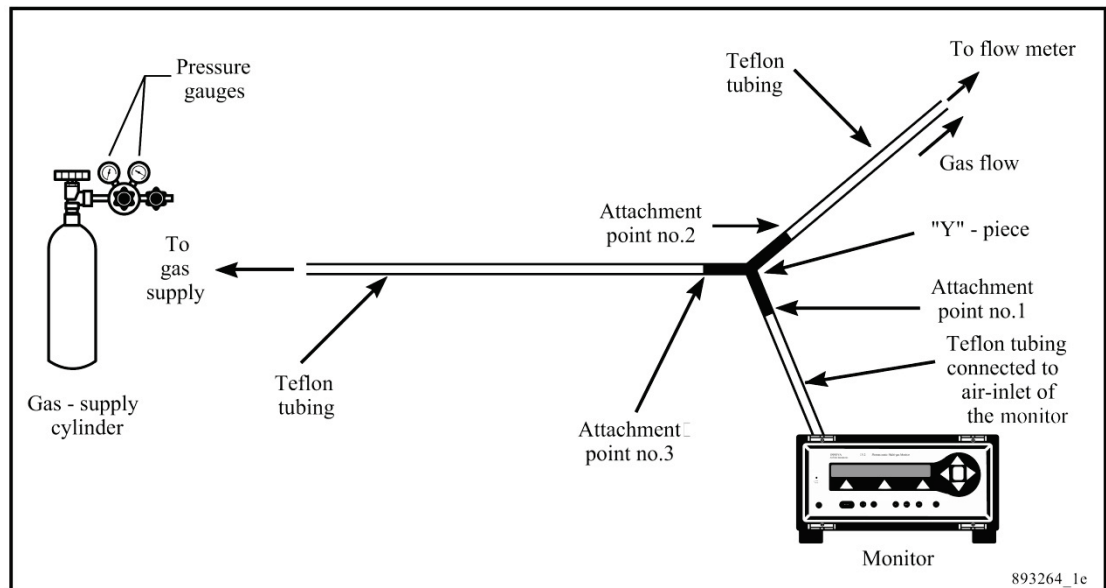 Pressure
gauges
To
gas
supply
Gas - supply
cylinder
Teflon
tubing
Attachment
point no.3
Attachment
point no.2
Teflon
tubing
To flow meter
Gas flow
"Y" - piece
Attachment
point no.1
Teflon tubing
connected to
air-inlet of
the monitor
Monitor
893264_1e